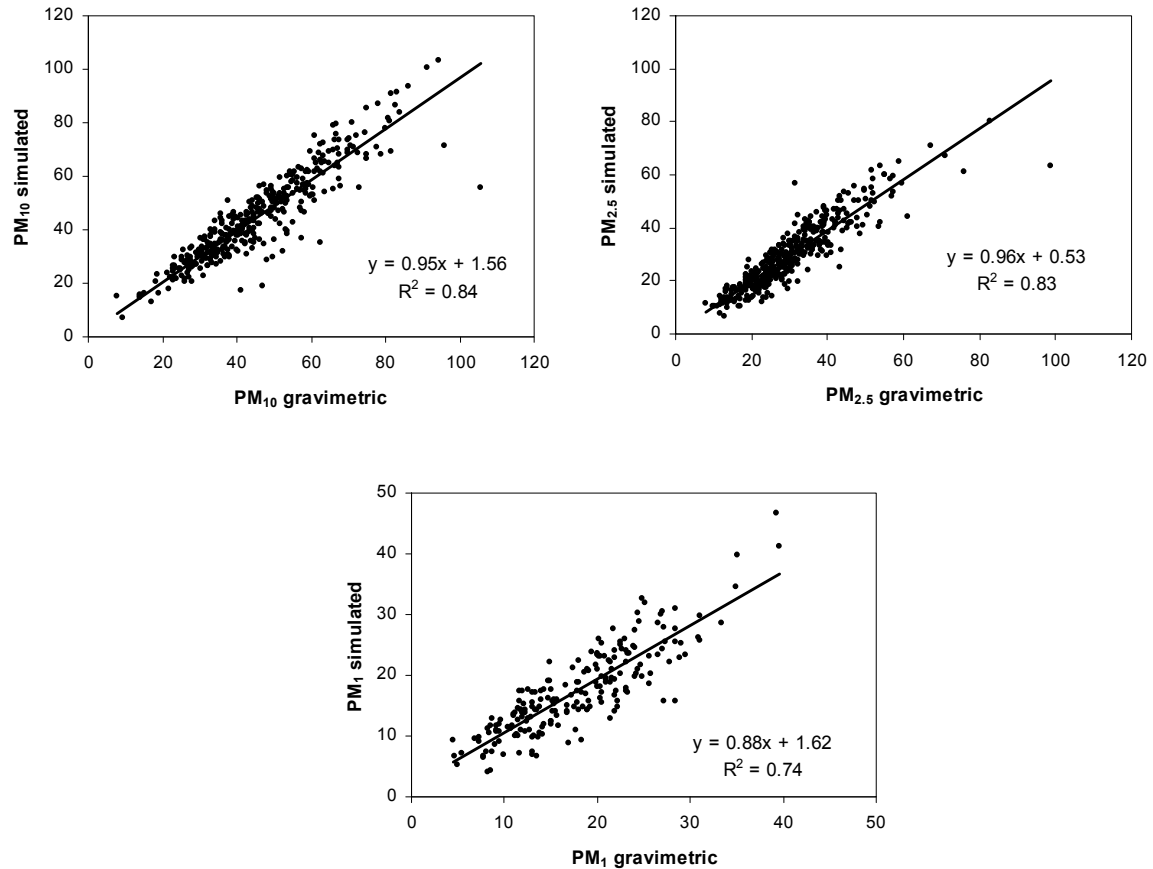 120
100
80
60
40
20
0
PM₁₀ simulated
y = 0.95x + 1.56
R² = 0.84
0 20 40 60 80 100 120
PM₁₀ gravimetric
120
100
80
60
40
20
0
PM₂.₅ simulated
y = 0.96x + 0.53
R² = 0.83
0 20 40 60 80 100 120
PM₂.₅ gravimetric
50
40
30
20
10
0
PM₁ simulated
y = 0.88x + 1.62
R² = 0.74
0 10 20 30 40 50
PM₁ gravimetric